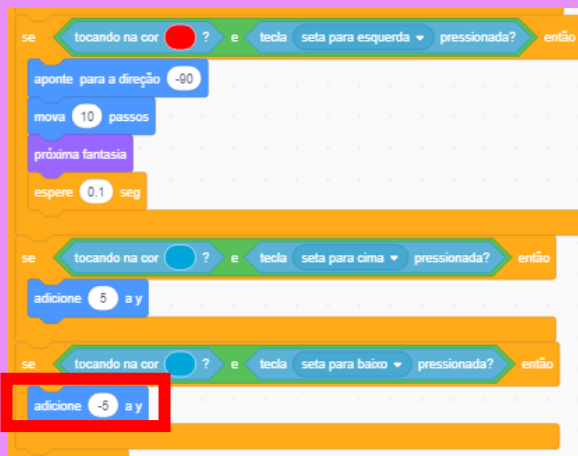 se tocando na cor ? e tecla seta para esquerda pressionada? então
aponte para a direção -90
mova 10 passos
próxima fantasia
espere 0.1 seg
se tocando na cor ? e tecla seta para cima pressionada? então
adicione 5 a y
se tocando na cor ? e tecla seta para baixo pressionada? então
adicione -5 a y